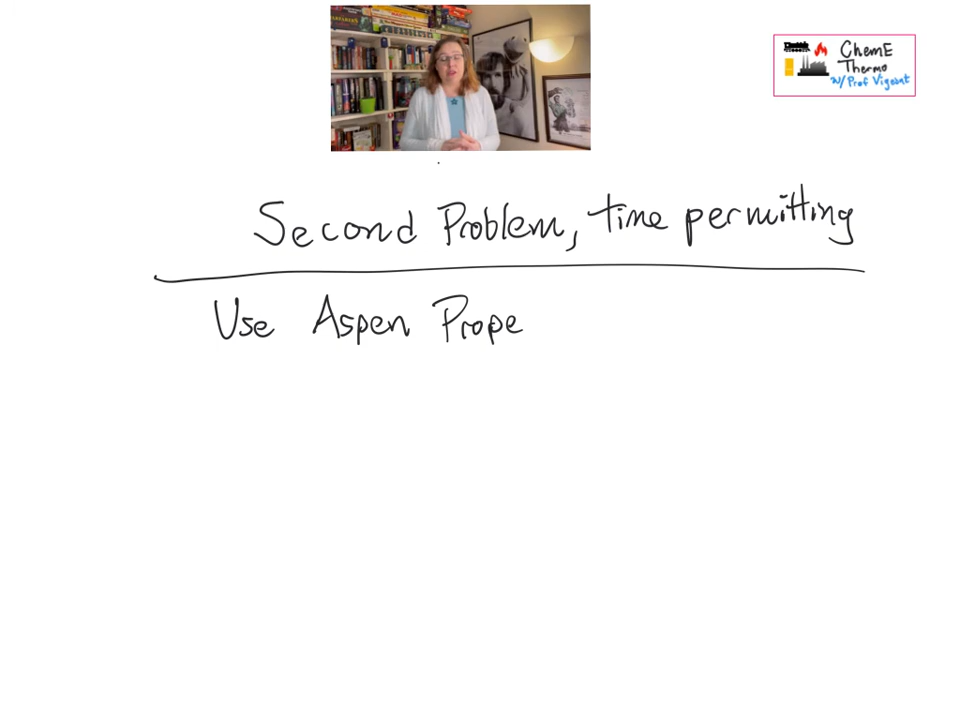 ChemE
Thermo
w/Prof Vigeant
Second Problem, time permitting
Use Aspen Prope